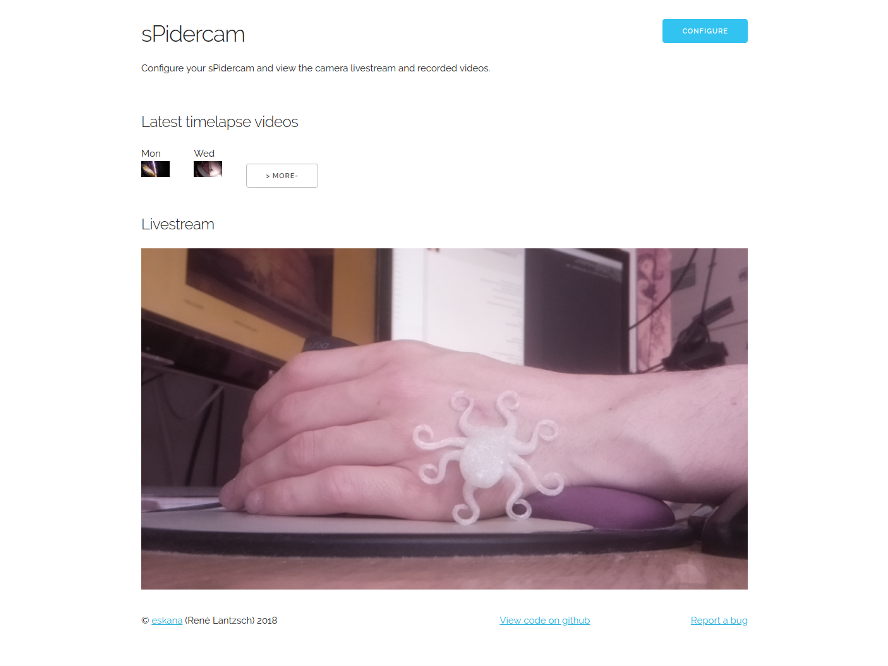 sPidercam
CONFIGURE
Configure your sPidercam and view the camera livestream and recorded videos.
Latest timelapse videos
Mon
Wed
> MORE-
Livestream
© eskana (René Lantzsch) 2018
View code on github
Report a bug